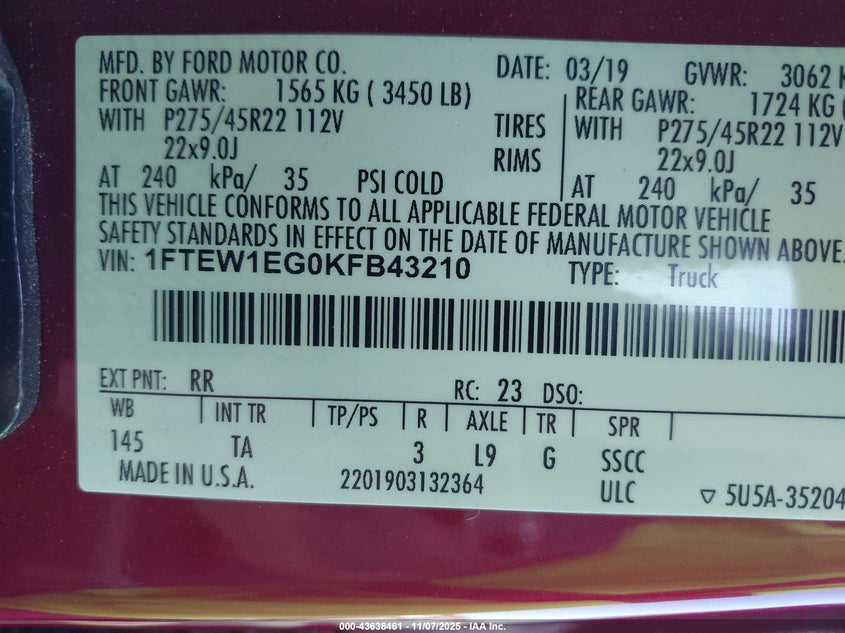 MFD. BY FORD MOTOR CO. DATE: 03/19 GVWR: 3062 K
FRONT GAWR: 1565 KG ( 3450 LB) REAR GAWR: 1724 KG (
WITH P275/45R22 112V TIRES WITH P275/45R22 112V
22x9.0J RIMS 22x9.0J
AT 240 kPa/ 35 PSI COLD AT 240 kPa/ 35
THIS VEHICLE CONFORMS TO ALL APPLICABLE FEDERAL MOTOR VEHICLE
SAFETY STANDARDS IN EFFECT ON THE DATE OF MANUFACTURE SHOWN ABOVE.
VIN: 1FTEW1EG0KFB43210 TYPE: Truck
EXT PNT: RR RC: 23 DSO:
WB INT TR TP/PS R AXLE TR SPR
145 TA 3 L9 G SSCC
MADE IN U.S.A. 2201903132364 ULC ▽ 5U5A-35204
000-43638461 - 11/07/2025 - IAA Inc.